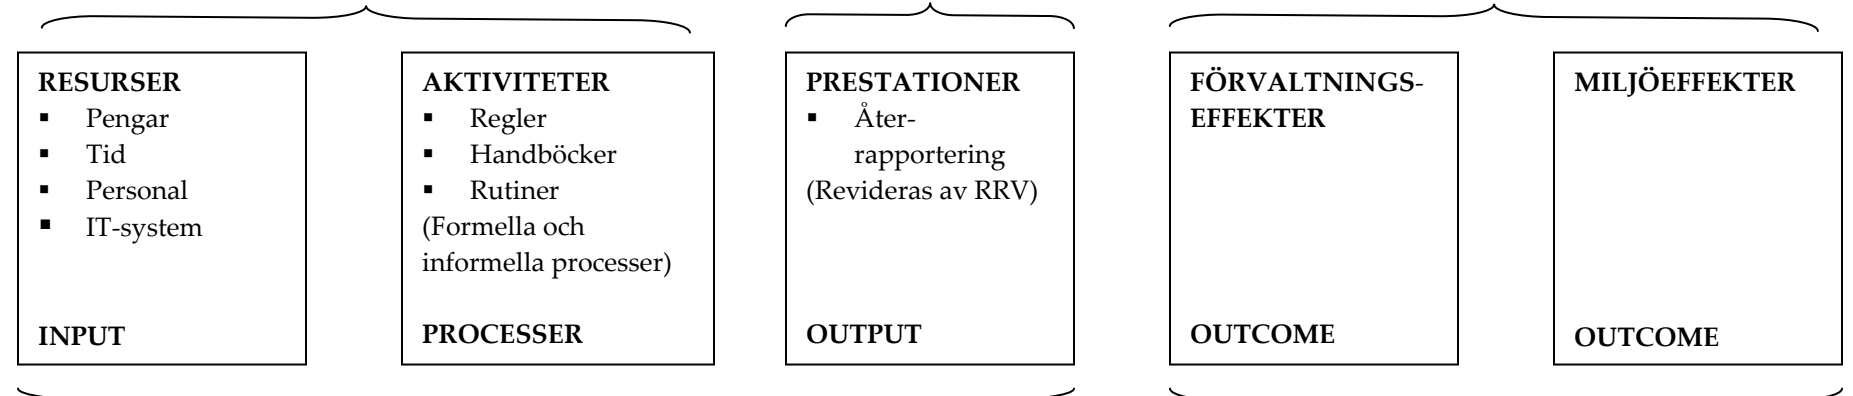 RESURSER
▪ Pengar
▪ Tid
▪ Personal
▪ IT-system
INPUT
AKTIVITETER
▪ Regler
▪ Handböcker
▪ Rutiner
(Formella och
informella processer)
PROCESSER
PRESTATIONER
▪ Åter-
rapportering
(Revideras av RRV)
OUTPUT
FÖRVALTNINGS-
EFFEKTER
OUTCOME
MILJÖEFFEKTER
OUTCOME